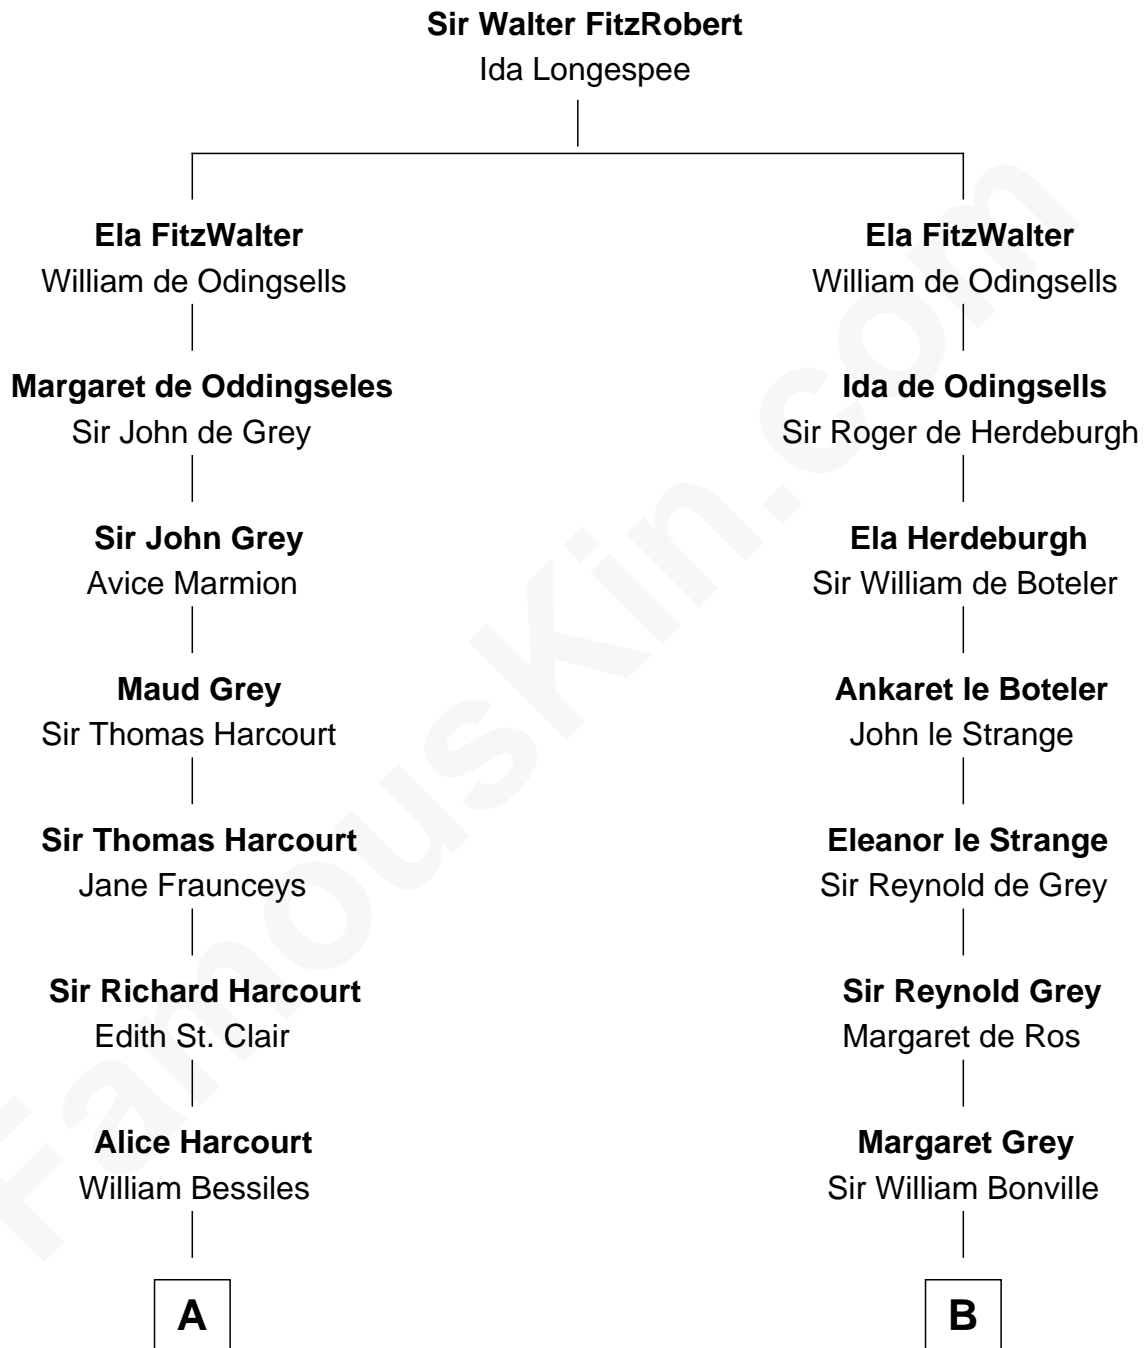 Sir Walter FitzRobert
Ida Longespee
Ela FitzWalter
William de Odingsells
Ela FitzWalter
William de Odingsells
Margaret de Oddingseles
Sir John de Grey
Ida de Odingsells
Sir Roger de Herdeburgh
Sir John Grey
Avice Marmion
Ela Herdeburgh
Sir William de Boteler
Maud Grey
Sir Thomas Harcourt
Ankaret le Boteler
John le Strange
Sir Thomas Harcourt
Jane Fraunceys
Eleanor le Strange
Sir Reynold de Grey
Sir Richard Harcourt
Edith St. Clair
Sir Reynold Grey
Margaret de Ros
Alice Harcourt
William Bessiles
Margaret Grey
Sir William Bonville
A
B
FamousKin.com